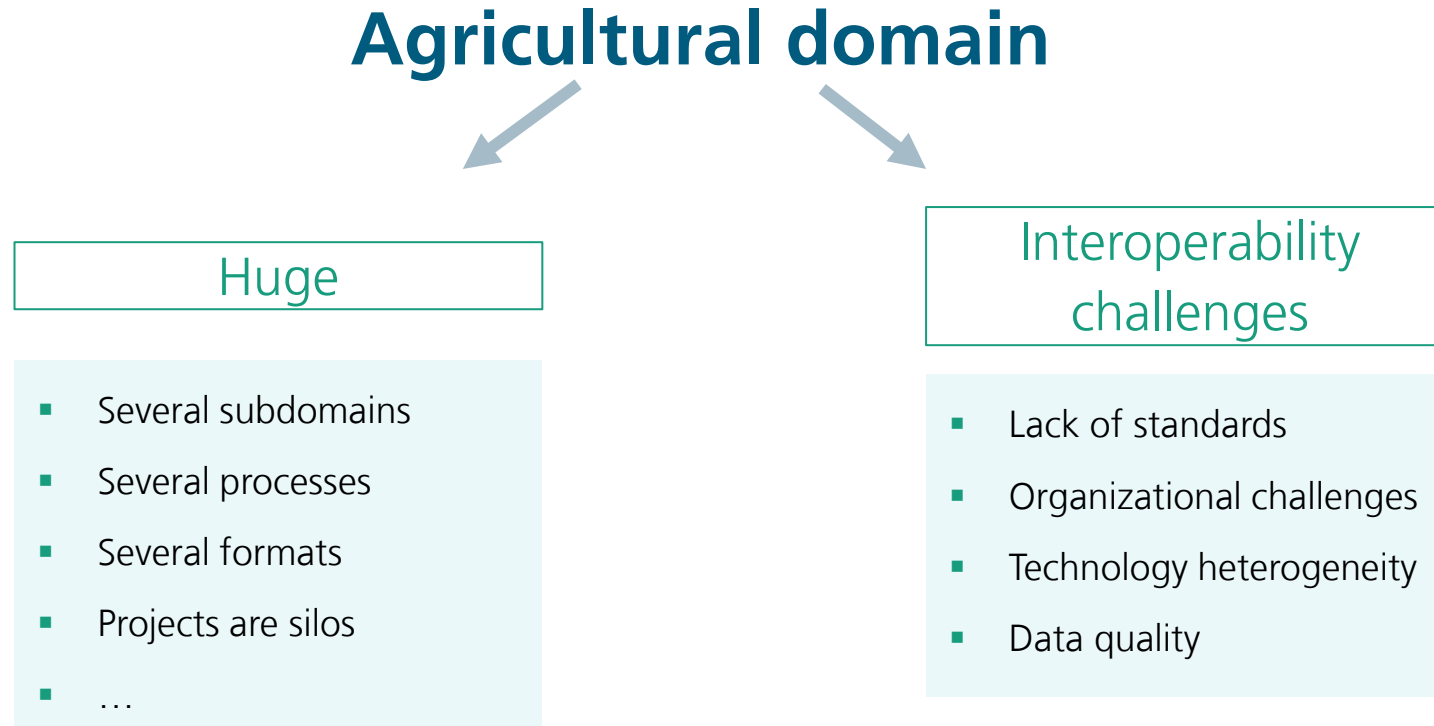 Agricultural domain
Huge
▪ Several subdomains
▪ Several processes
▪ Several formats
▪ Projects are silos
▪ …
Interoperability
challenges
▪ Lack of standards
▪ Organizational challenges
▪ Technology heterogeneity
▪ Data quality